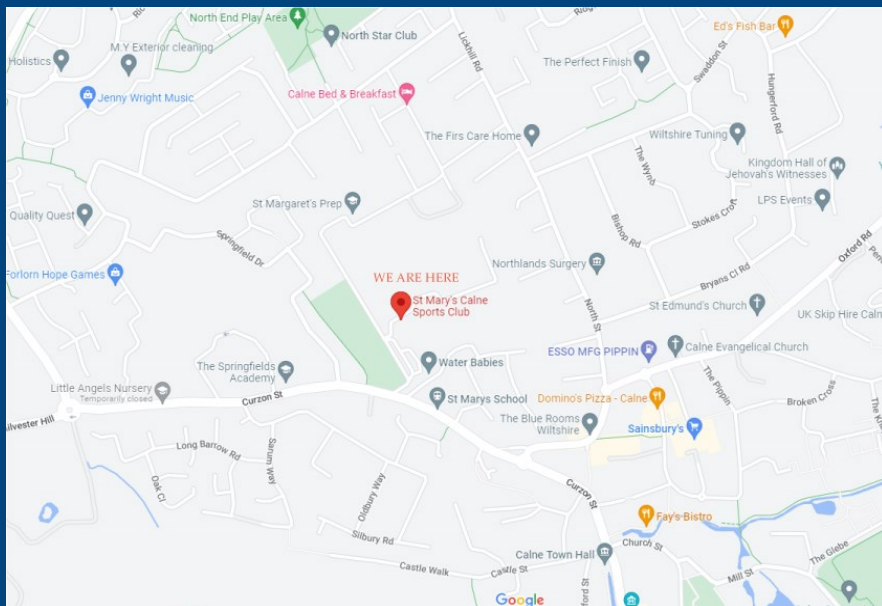 North End Play Area
North Star Club
M.Y Exterior cleaning
Holistics
Jenny Wright Music
Calne Bed & Breakfast
Lickhill Rd
The Perfect Finish
Ed's Fish Bar
Swaddon St
Hungerford Rd
The Firs Care Home
Wiltshire Tuning
The Wynd
Kingdom Hall of
Jehovah's Witnesses
LPS Events
St Margaret's Prep
Quality Quest
Stokes Croft
Bishop Rd
Springfield Dr
Oxford Rd
Forlorn Hope Games
WE ARE HERE
St Mary's Calne
Sports Club
Northlands Surgery
Bryans Cl Rd
North St
St Edmund's Church
UK Skip Hire Caln
ESSO MFG PIPPIN
Calne Evangelical Church
Water Babies
The Springfields
Academy
Little Angels Nursery
Temporarily closed
Curzon St
St Marys School
Domino's Pizza - Calne
The Pippin
Broken Cross
The Blue Rooms
Wiltshire
Sainsbury's
Long Barrow Rd
Sarum Way
Oak Cl
Oldbury Way
Curzon St
Silbury Rd
Fay's Bistro
Calne Town Hall
Church St
The Glebe
Castle Walk
Castle St
Mill St
Google